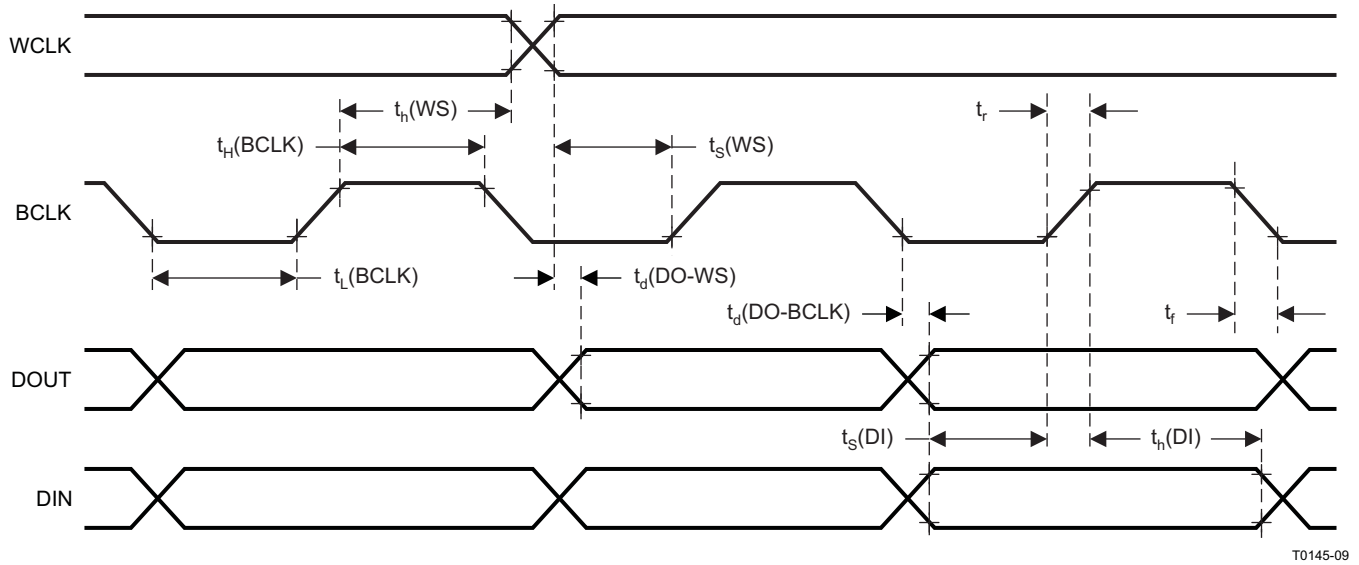 WCLK
t_h(WS)
t_r
t_H(BCLK)
t_S(WS)
BCLK
t_L(BCLK)
t_d(DO-WS)
t_d(DO-BCLK)
t_f
DOUT
t_S(DI)
t_h(DI)
DIN
T0145-09